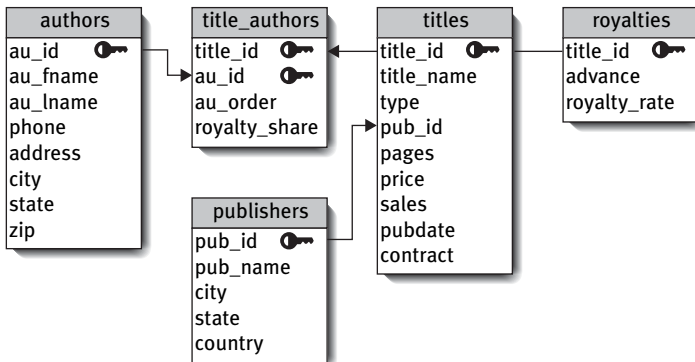 authors
au_id
au_fname
au_lname
phone
address
city
state
zip
title_authors
title_id
au_id
au_order
royalty_share
publishers
pub_id
pub_name
city
state
country
titles
title_id
title_name
type
pub_id
pages
price
sales
pubdate
contract
royalties
title_id
advance
royalty_rate